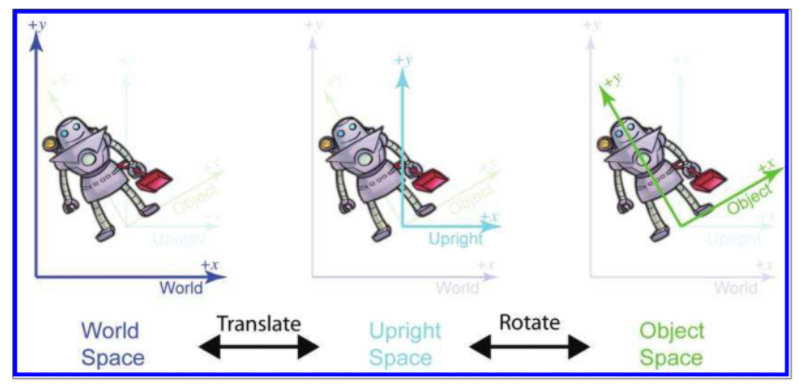 +y
+x
World
Object
Upright
+y
+x
Upright
Object
World
+y
+x
Object
Upright
World
World
Space
Translate
Upright
Space
Rotate
Object
Space